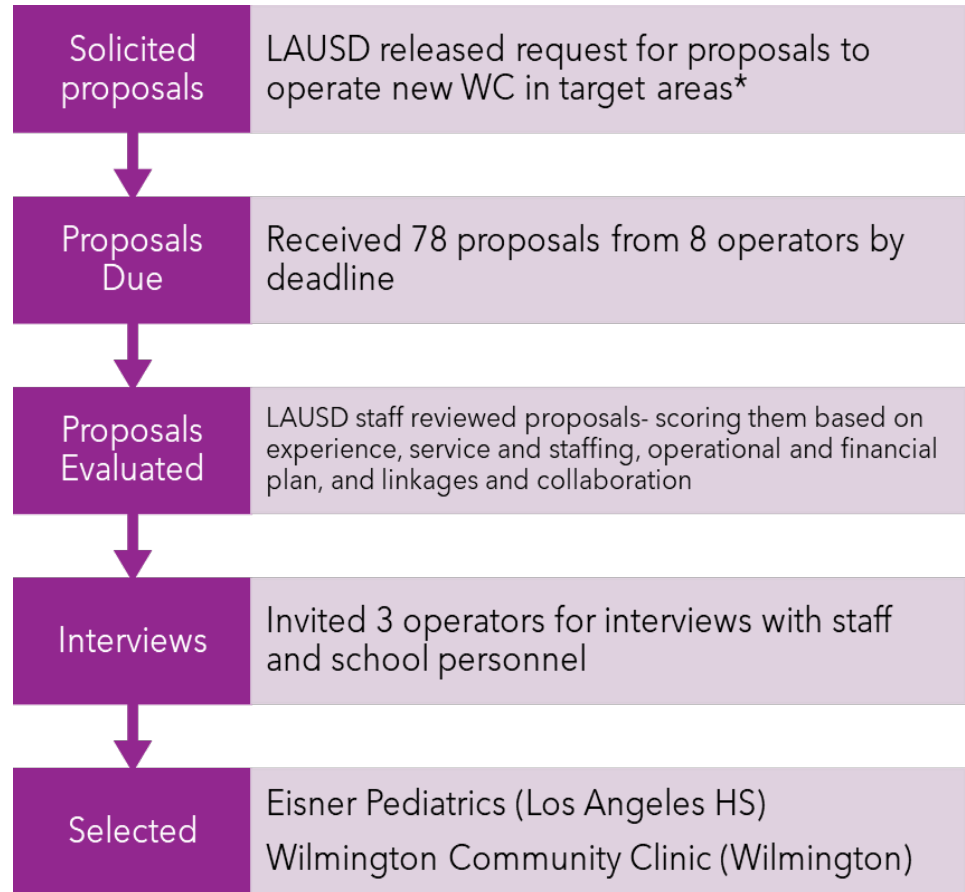 Solicited
proposals
LAUSD released request for proposals to
operate new WC in target areas*
Proposals
Due
Received 78 proposals from 8 operators by
deadline
Proposals
Evaluated
LAUSD staff reviewed proposals- scoring them based on
experience, service and staffing, operational and financial
plan, and linkages and collaboration
Interviews
Invited 3 operators for interviews with staff
and school personnel
Selected
Eisner Pediatrics (Los Angeles HS)
Wilmington Community Clinic (Wilmington)